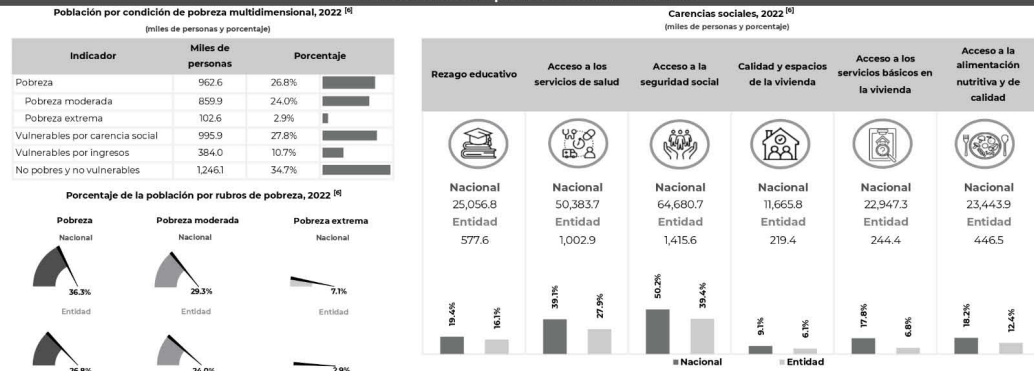 Población por condición de pobreza multidimensional, 2022 [6]
(miles de personas y porcentaje)
Indicador Miles de personas Porcentaje
Pobreza 962.6 26.8%
Pobreza moderada 859.9 24.0%
Pobreza extrema 102.6 2.9%
Vulnerables por carencia social 995.9 27.8%
Vulnerables por ingresos 384.0 10.7%
No pobres y no vulnerables 1,246.1 34.7%
Porcentaje de la población por rubros de pobreza, 2022 [6]
Pobreza Pobreza moderada Pobreza extrema
Nacional Nacional Nacional
36.3% 29.3% 7.1%
Entidad Entidad Entidad
26.8% 24.0% 2.9%
Carencias sociales, 2022 [6]
(miles de personas y porcentaje)
Rezago educativo
Acceso a los
servicios de salud
Acceso a la
seguridad social
Calidad y espacios
de la vivienda
Acceso a los
servicios básicos en
la vivienda
Acceso a la
alimentación
nutritiva y de
calidad
Nacional Nacional Nacional Nacional Nacional Nacional
25,056.8 50,383.7 64,680.7 11,665.8 22,947.3 23,443.9
Entidad Entidad Entidad Entidad Entidad Entidad
577.6 1,002.9 1,415.6 219.4 244.4 446.5
19.4% 16.1% 39.1% 27.9% 50.2% 39.4% 9.1% 6.1% 17.8% 6.8% 18.2% 12.4%
Nacional Entidad